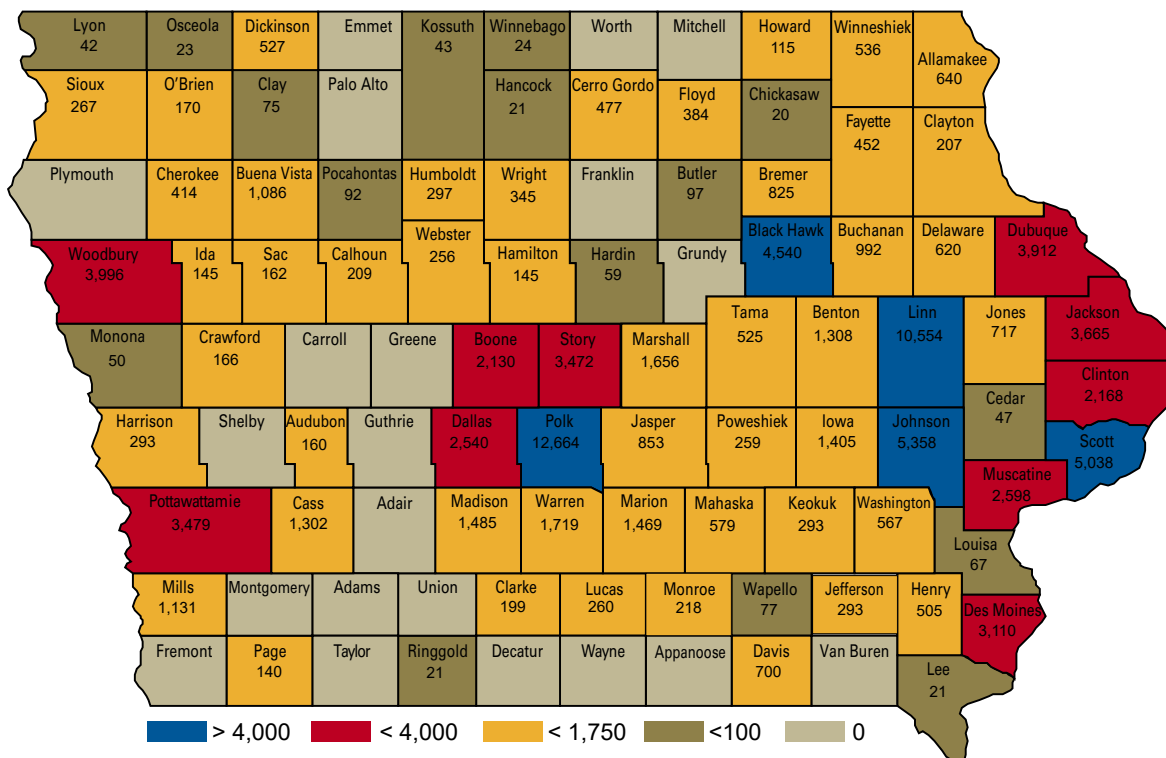 Lyon
42
Osceola
23
Dickinson
527
Emmet
Kossuth
43
Winnebago
24
Worth
Mitchell
Howard
115
Winneshiek
536
Allamakee
640
Sioux
267
O'Brien
170
Clay
75
Palo Alto
Hancock
21
Cerro Gordo
477
Floyd
384
Chickasaw
20
Fayette
452
Clayton
207
Plymouth
Cherokee
414
Buena Vista
1,086
Pocahontas
92
Humboldt
297
Wright
345
Franklin
Butler
97
Bremer
825
Woodbury
3,996
Ida
145
Sac
162
Calhoun
209
Webster
256
Hamilton
145
Hardin
59
Grundy
Black Hawk
4,540
Buchanan
992
Delaware
620
Dubuque
3,912
Monona
50
Crawford
166
Carroll
Greene
Boone
2,130
Story
3,472
Marshall
1,656
Tama
525
Benton
1,308
Linn
10,554
Jones
717
Jackson
3,665
Clinton
2,168
Cedar
47
Harrison
293
Shelby
Audubon
160
Guthrie
Dallas
2,540
Polk
12,664
Jasper
853
Poweshiek
259
Iowa
1,405
Johnson
5,358
Scott
5,038
Muscatine
2,598
Pottawattamie
3,479
Cass
1,302
Adair
Madison
1,485
Warren
1,719
Marion
1,469
Mahaska
579
Keokuk
293
Washington
567
Louisa
67
Mills
1,131
Montgomery
Adams
Union
Clarke
199
Lucas
260
Monroe
218
Wapello
77
Jefferson
293
Henry
505
Des Moines
3,110
Fremont
Page
140
Taylor
Ringgold
21
Decatur
Wayne
Appanoose
Davis
700
Van Buren
Lee
21
> 4,000
< 4,000
< 1,750
<100
0